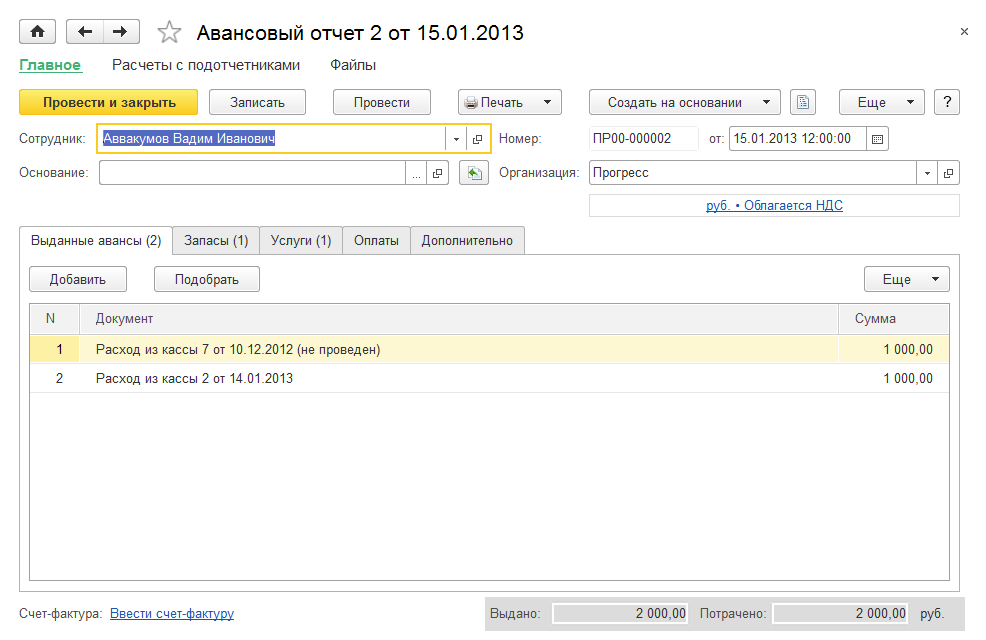 Авансовый отчет 2 от 15.01.2013
Главное Расчеты с подотчетниками Файлы
Провести и закрыть Записать Провести Печать Создать на основании Еще ?
Сотрудник: Аввакумов Вадим Иванович Номер: ПР00-000002 от: 15.01.2013 12:00:00
Основание: ... Организация: Прогресс
руб. • Облагается НДС
Выданные авансы (2) Запасы (1) Услуги (1) Оплаты Дополнительно
Добавить Подобрать Еще
N Документ Сумма
1 Расход из кассы 7 от 10.12.2012 (не проведен) 1 000,00
2 Расход из кассы 2 от 14.01.2013 1 000,00
Счет-фактура: Ввести счет-фактуру Выдано: 2 000,00 Потрачено: 2 000,00 руб.